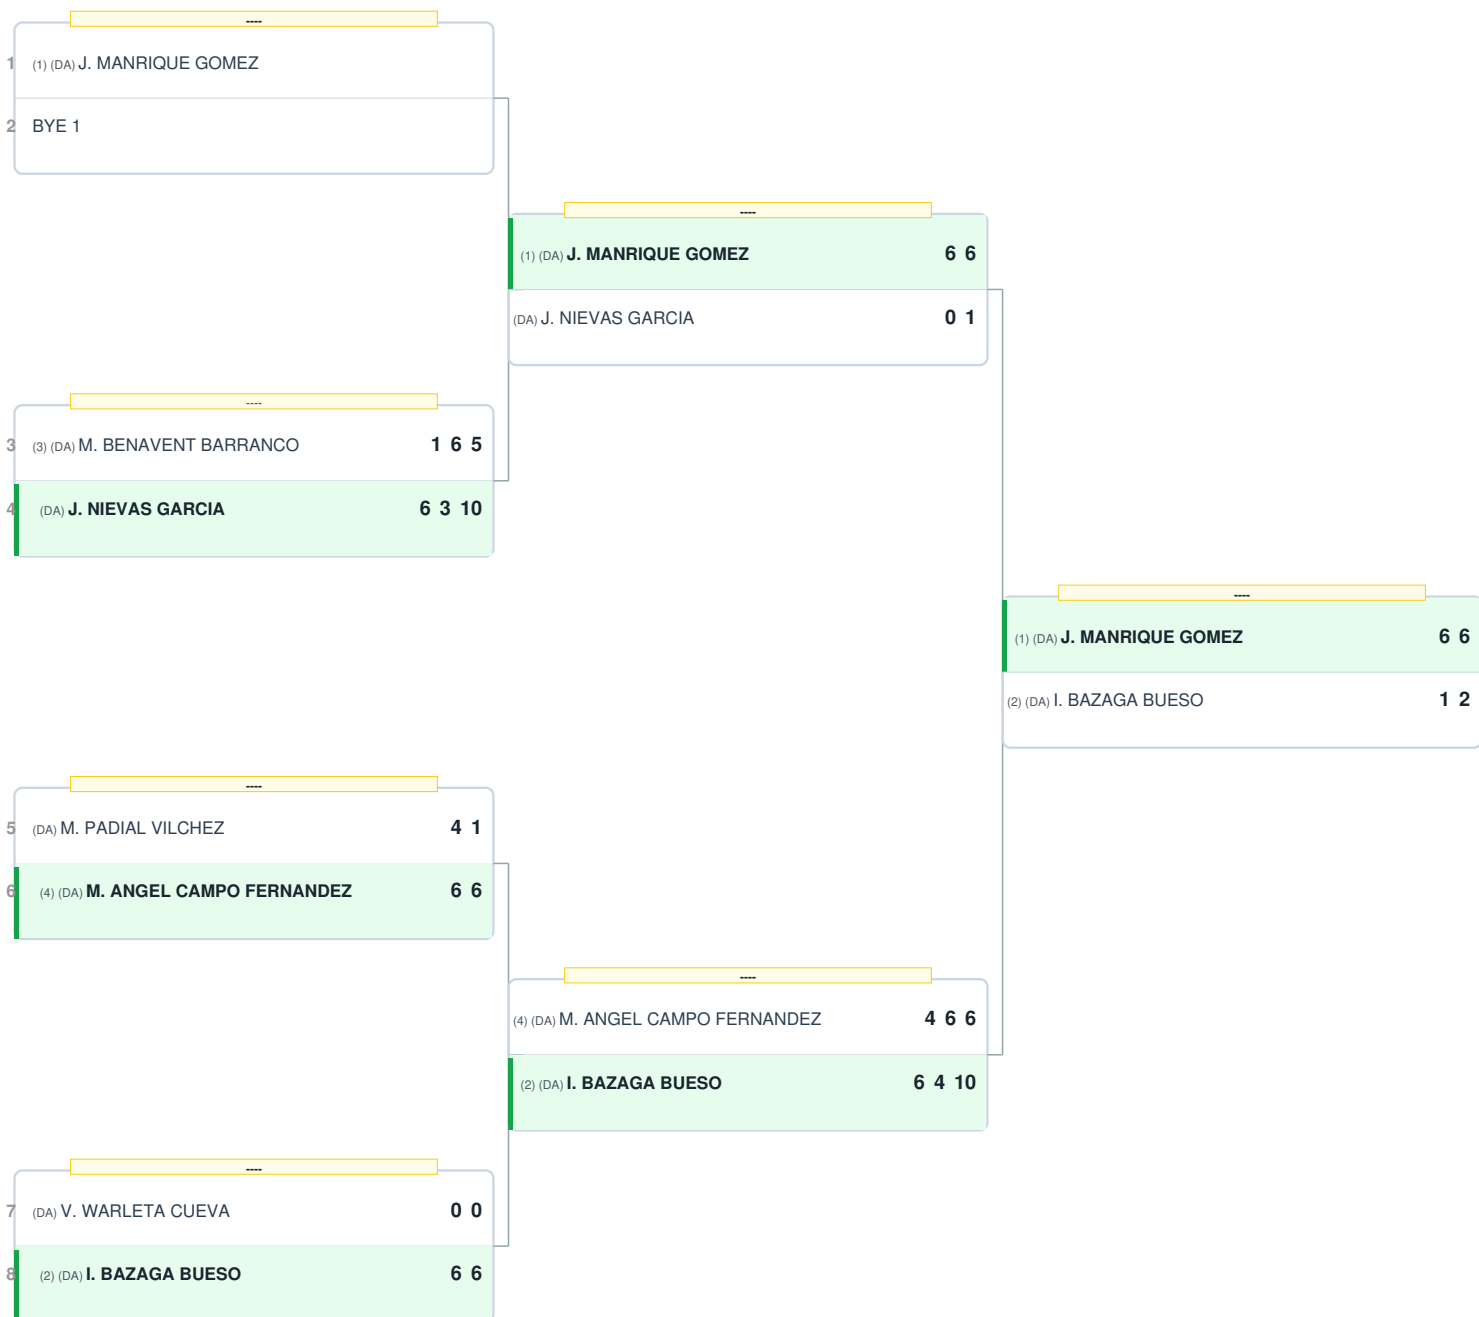 ----
1 (1) (DA) J. MANRIQUE GOMEZ
2 BYE 1
----
(1) (DA) J. MANRIQUE GOMEZ 6 6
(DA) J. NIEVAS GARCIA 0 1
----
3 (3) (DA) M. BENAVENT BARRANCO 1 6 5
4 (DA) J. NIEVAS GARCIA 6 3 10
----
(1) (DA) J. MANRIQUE GOMEZ 6 6
(2) (DA) I. BAZAGA BUESO 1 2
----
5 (DA) M. PADIAL VILCHEZ 4 1
6 (4) (DA) M. ANGEL CAMPO FERNANDEZ 6 6
----
(4) (DA) M. ANGEL CAMPO FERNANDEZ 4 6 6
(2) (DA) I. BAZAGA BUESO 6 4 10
----
7 (DA) V. WARLETA CUEVA 0 0
8 (2) (DA) I. BAZAGA BUESO 6 6